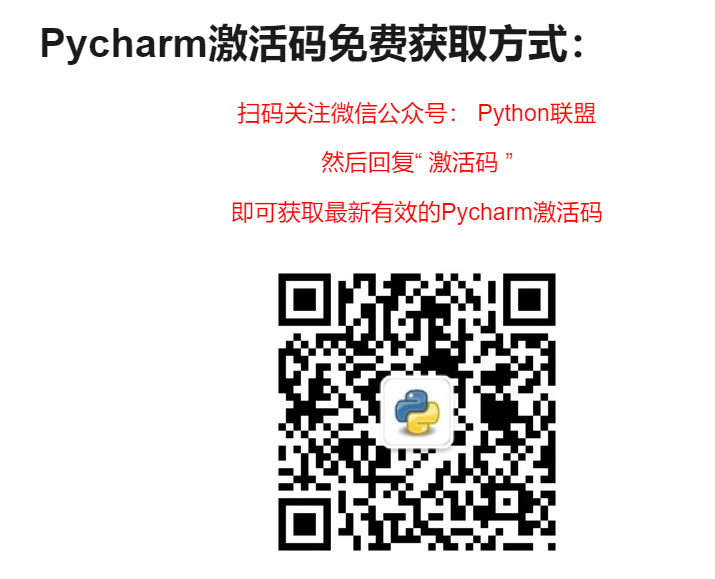 Pycharm激活码免费获取方式：
扫码关注微信公众号： Python联盟
然后回复“ 激活码 ”
即可获取最新有效的Pycharm激活码